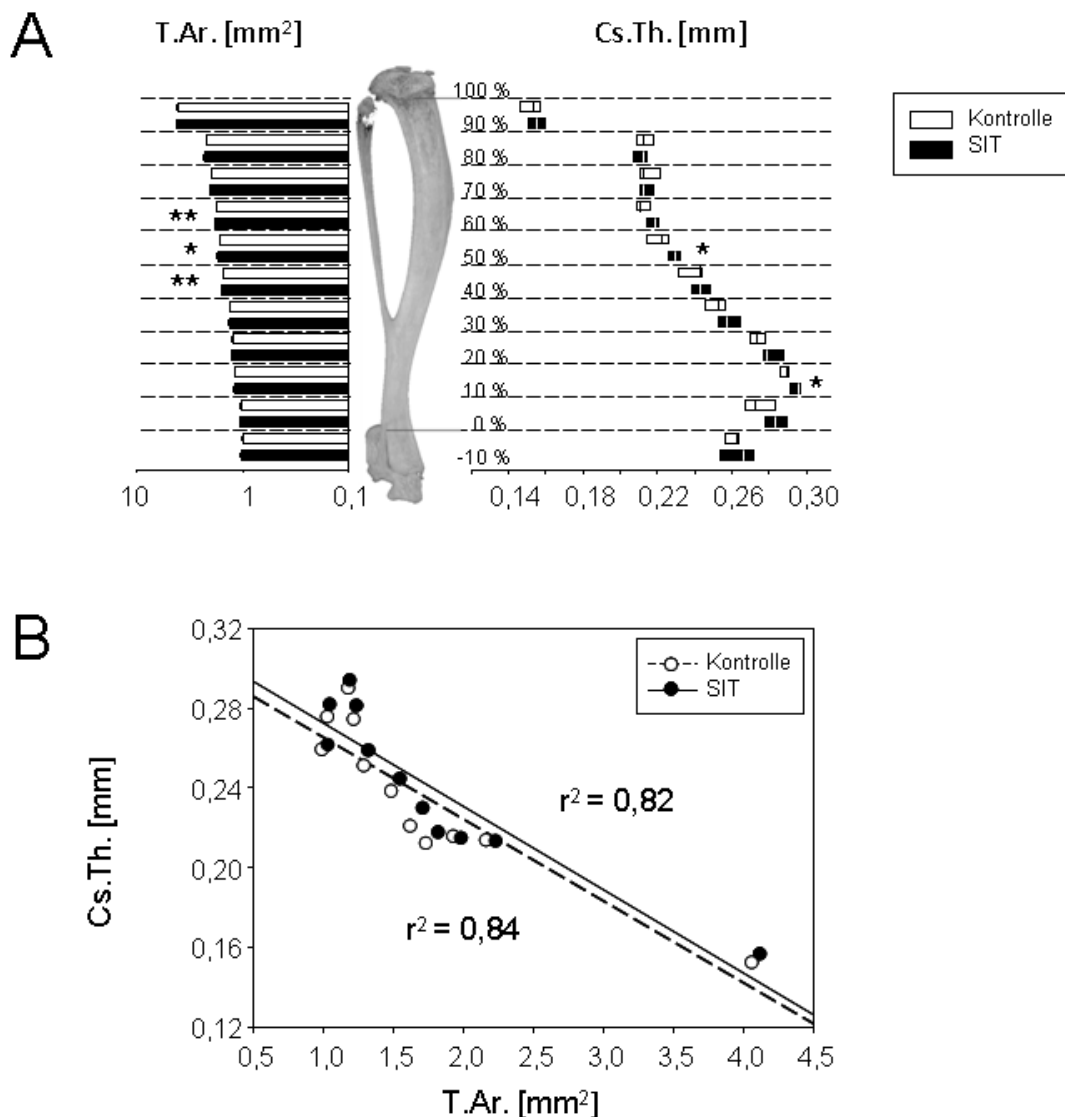 A
T.Ar. [mm²]
Cs.Th. [mm]
Kontrolle
SIT
100 %
90 %
80 %
70 %
** 60 %
* 50 % *
** 40 %
30 %
20 %
10 % *
0 %
-10 %
10 1 0,1 0,14 0,18 0,22 0,26 0,30
B
Kontrolle
SIT
0,32
0,28
0,24
0,20
0,16
0,12
Cs.Th. [mm]
r² = 0,82
r² = 0,84
0,5 1,0 1,5 2,0 2,5 3,0 3,5 4,0 4,5
T.Ar. [mm²]